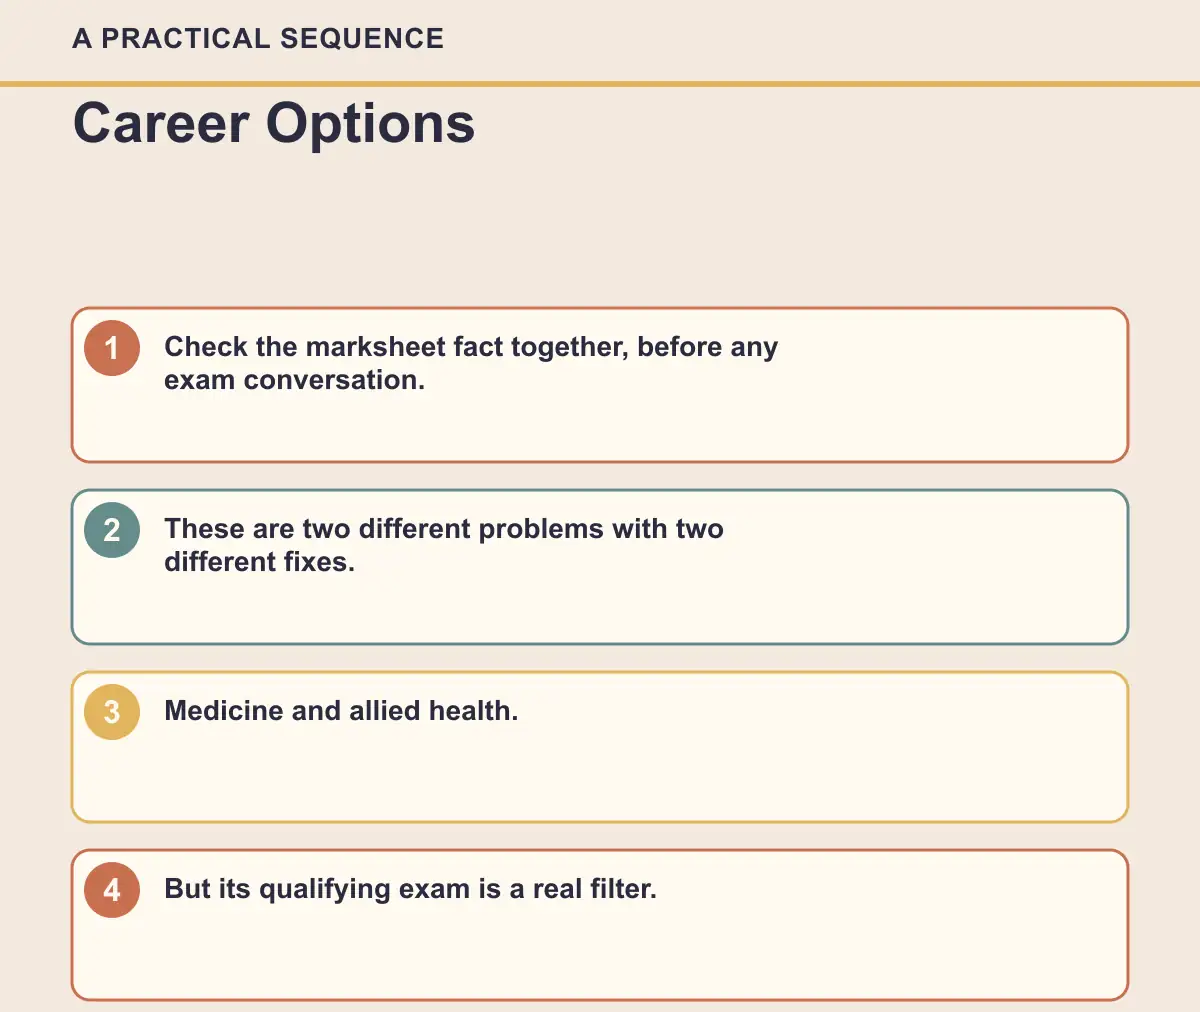 A PRACTICAL SEQUENCE
Career Options
1
Check the marksheet fact together, before any
exam conversation.
2
These are two different problems with two
different fixes.
3
Medicine and allied health.
4
But its qualifying exam is a real filter.